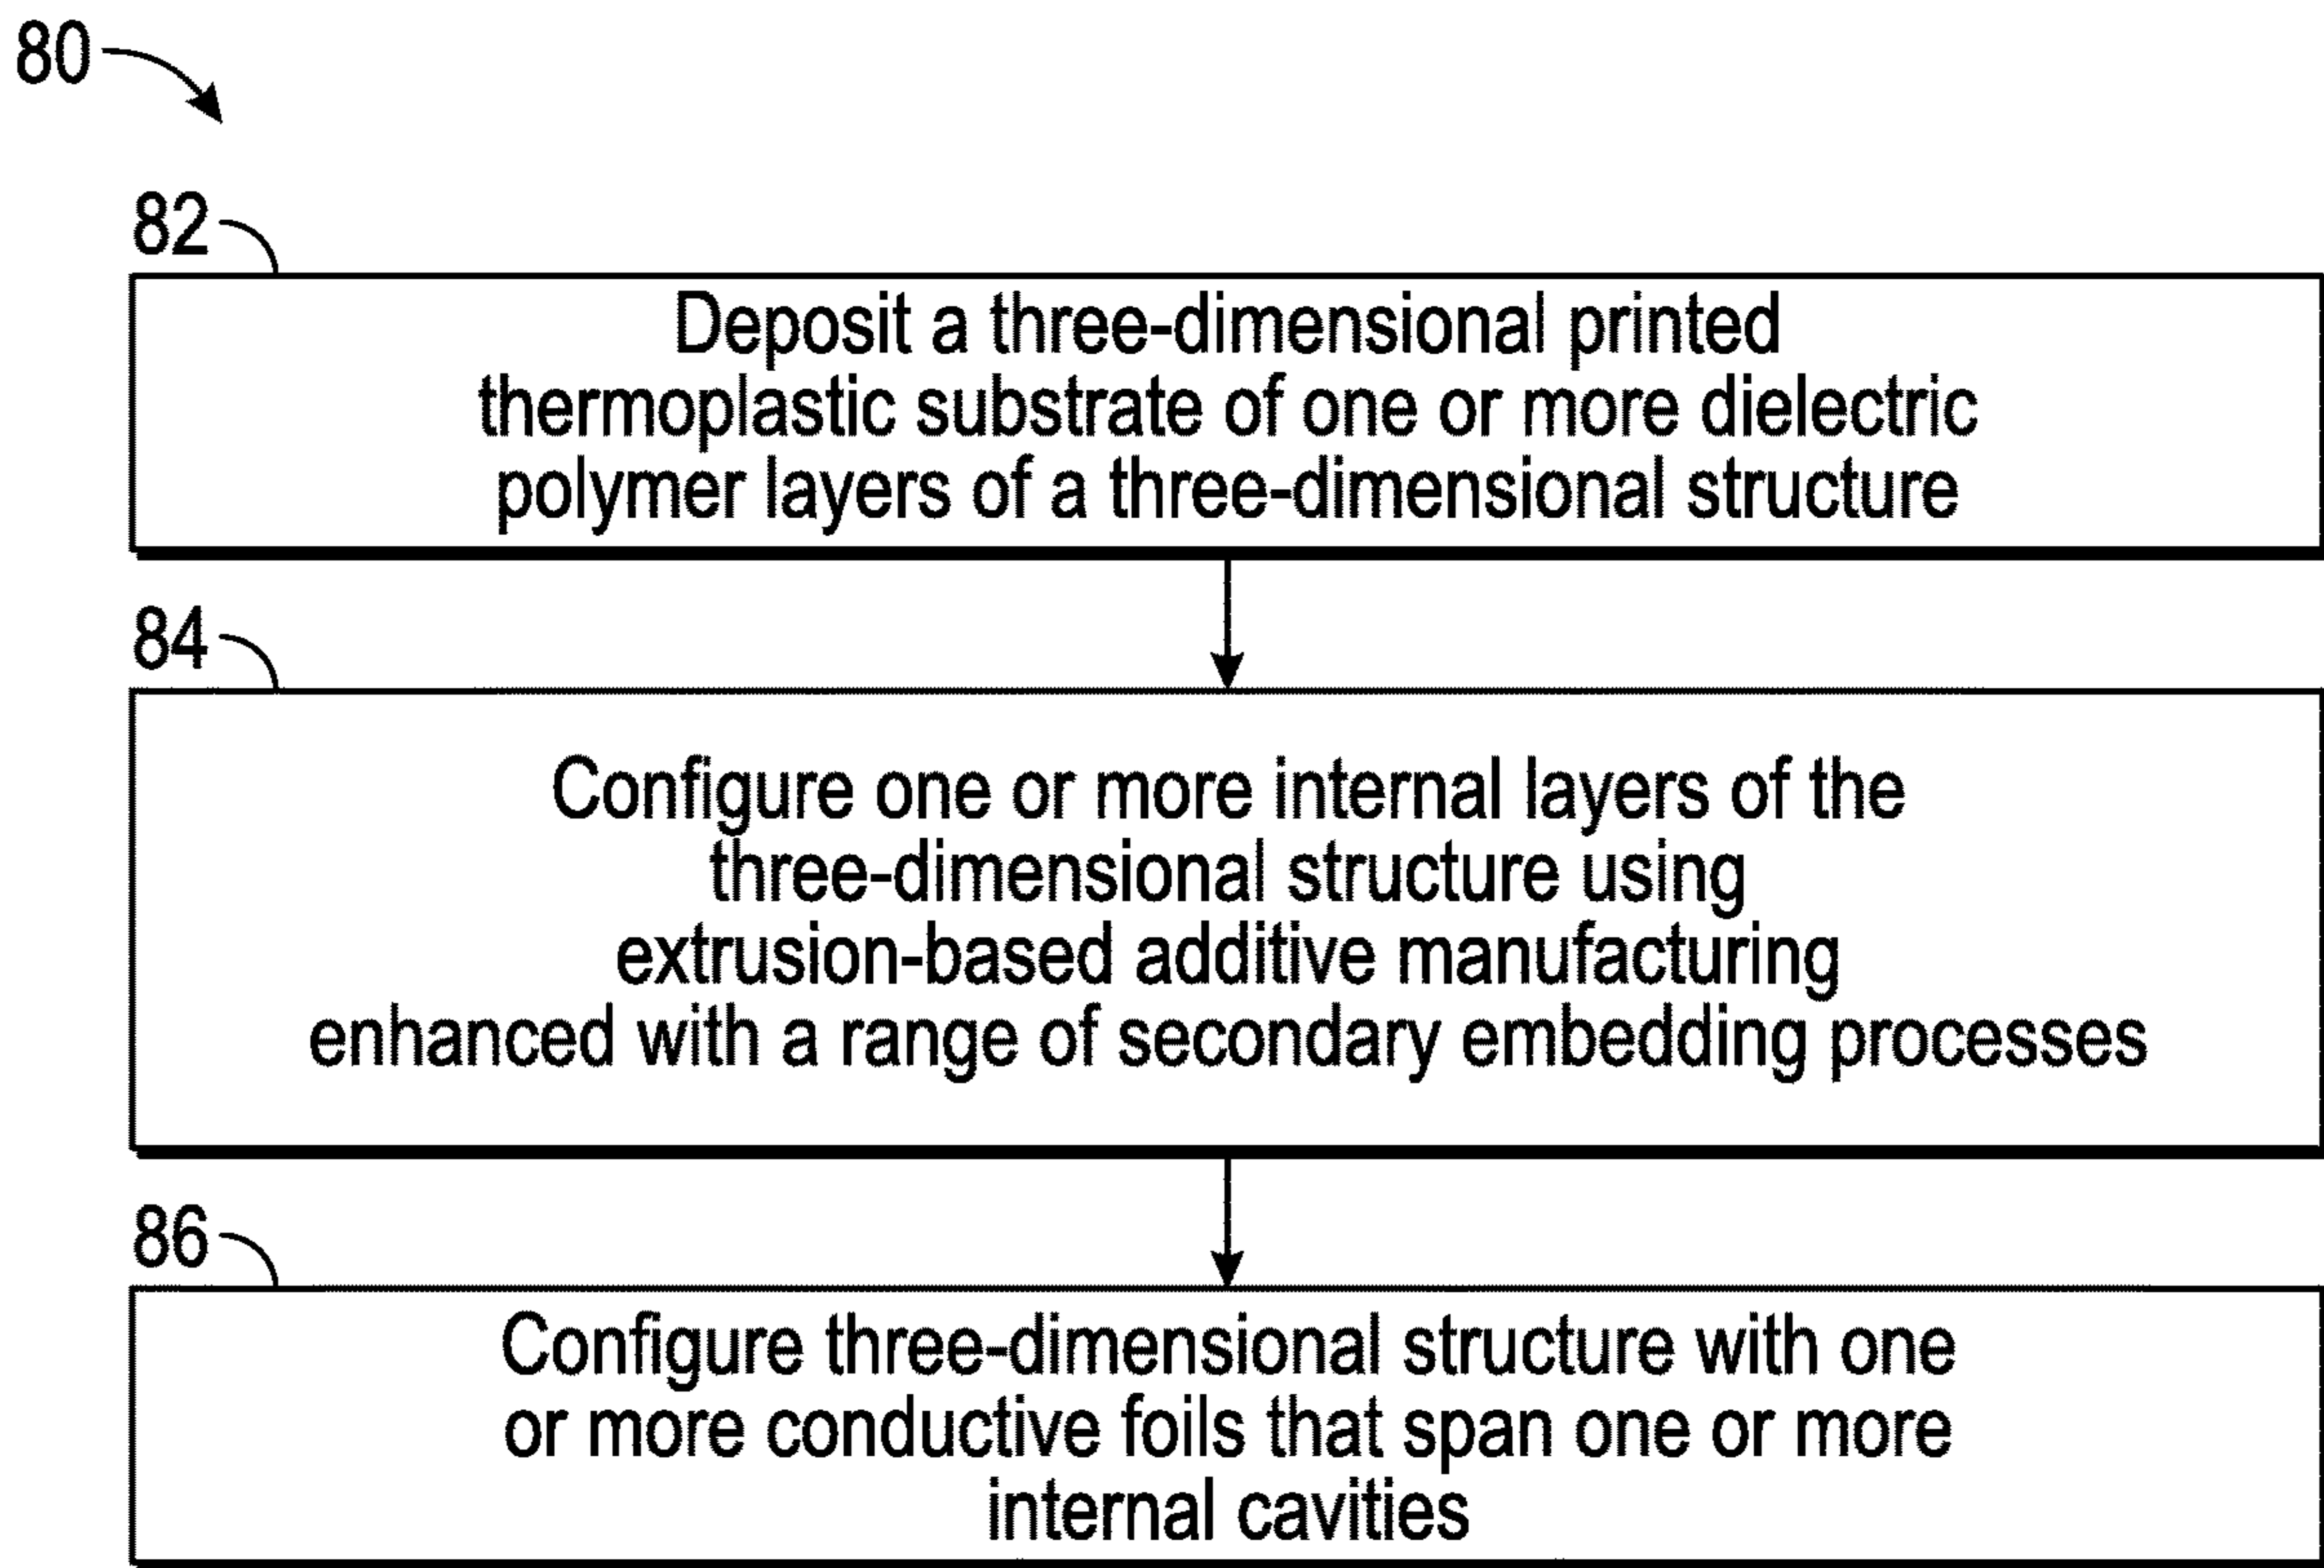 80
82
Deposit a three-dimensional printed
thermoplastic substrate of one or more dielectric
polymer layers of a three-dimensional structure
84
Configure one or more internal layers of the
three-dimensional structure using
extrusion-based additive manufacturing
enhanced with a range of secondary embedding processes
86
Configure three-dimensional structure with one
or more conductive foils that span one or more
internal cavities